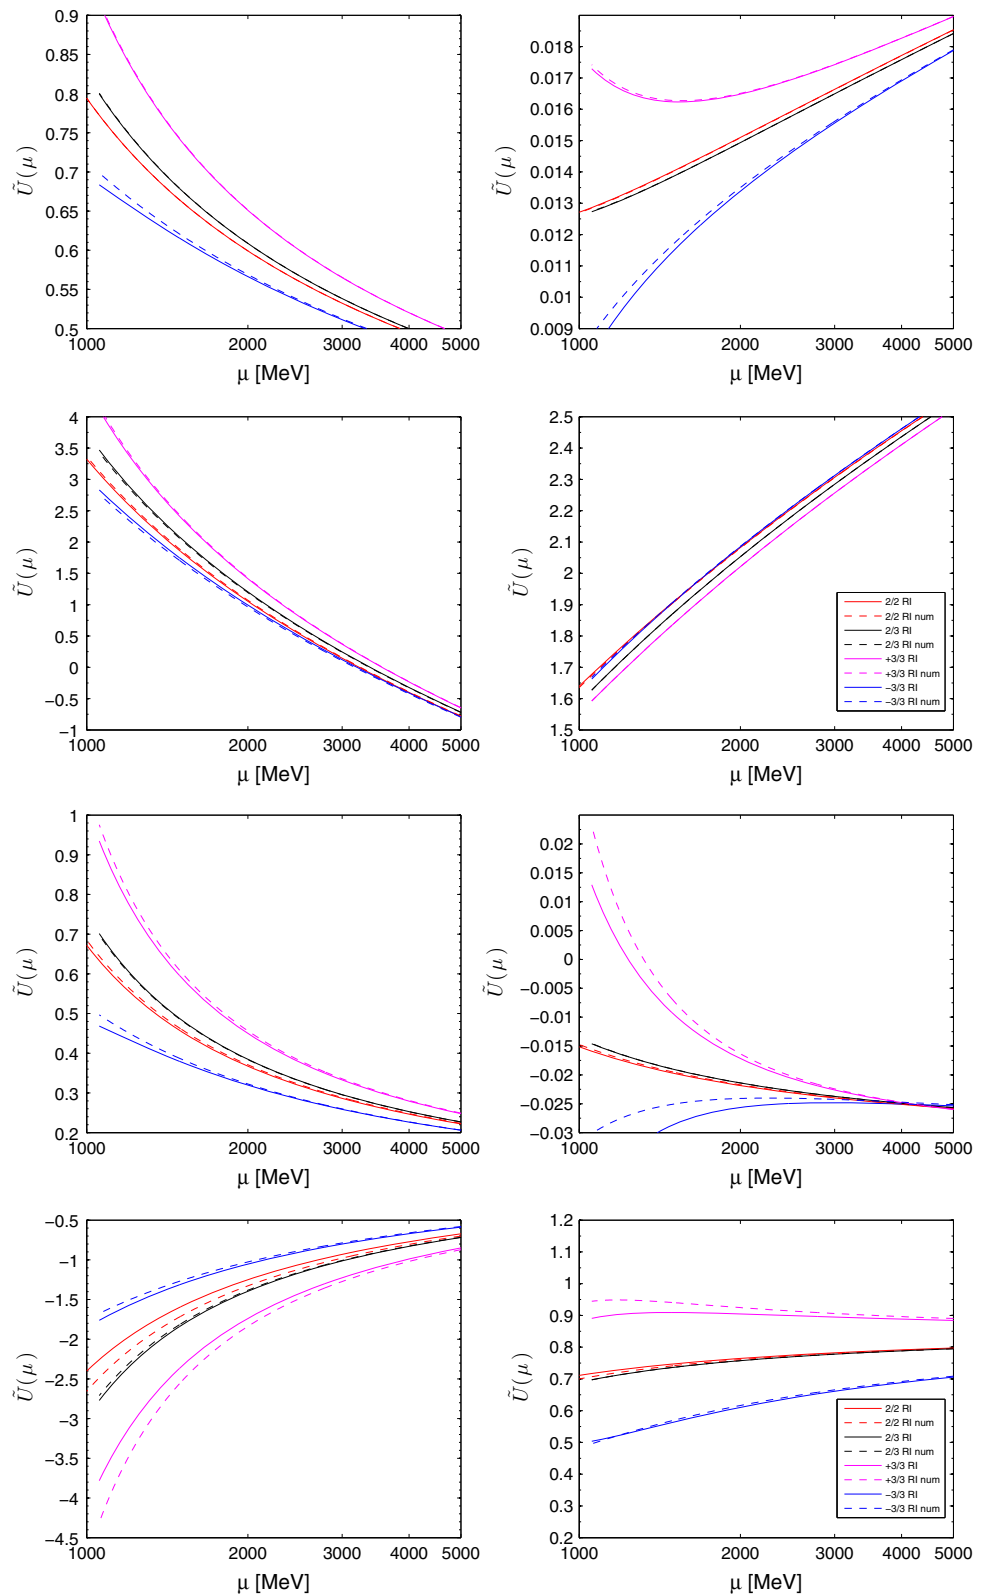 0.9
0.85
0.8
0.75
0.7
0.65
0.6
0.55
0.5
1000 2000 3000 4000 5000
μ [MeV]
Ũ(μ)
0.018
0.017
0.016
0.015
0.014
0.013
0.012
0.011
0.01
0.009
1000 2000 3000 4000 5000
μ [MeV]
Ũ(μ)
4
3.5
3
2.5
2
1.5
1
0.5
0
−0.5
−1
1000 2000 3000 4000 5000
μ [MeV]
Ũ(μ)
2.5
2.4
2.3
2.2
2.1
2
1.9
1.8
1.7
1.6
1.5
1000 2000 3000 4000 5000
μ [MeV]
Ũ(μ)
2/2 RI
2/2 RI num
2/3 RI
2/3 RI num
+3/3 RI
+3/3 RI num
−3/3 RI
−3/3 RI num
1
0.9
0.8
0.7
0.6
0.5
0.4
0.3
0.2
1000 2000 3000 4000 5000
μ [MeV]
Ũ(μ)
0.02
0.015
0.01
0.005
0
−0.005
−0.01
−0.015
−0.02
−0.025
−0.03
1000 2000 3000 4000 5000
μ [MeV]
Ũ(μ)
−0.5
−1
−1.5
−2
−2.5
−3
−3.5
−4
−4.5
1000 2000 3000 4000 5000
μ [MeV]
Ũ(μ)
1.2
1.1
1
0.9
0.8
0.7
0.6
0.5
0.4
0.3
0.2
1000 2000 3000 4000 5000
μ [MeV]
Ũ(μ)
2/2 RI
2/2 RI num
2/3 RI
2/3 RI num
+3/3 RI
+3/3 RI num
−3/3 RI
−3/3 RI num